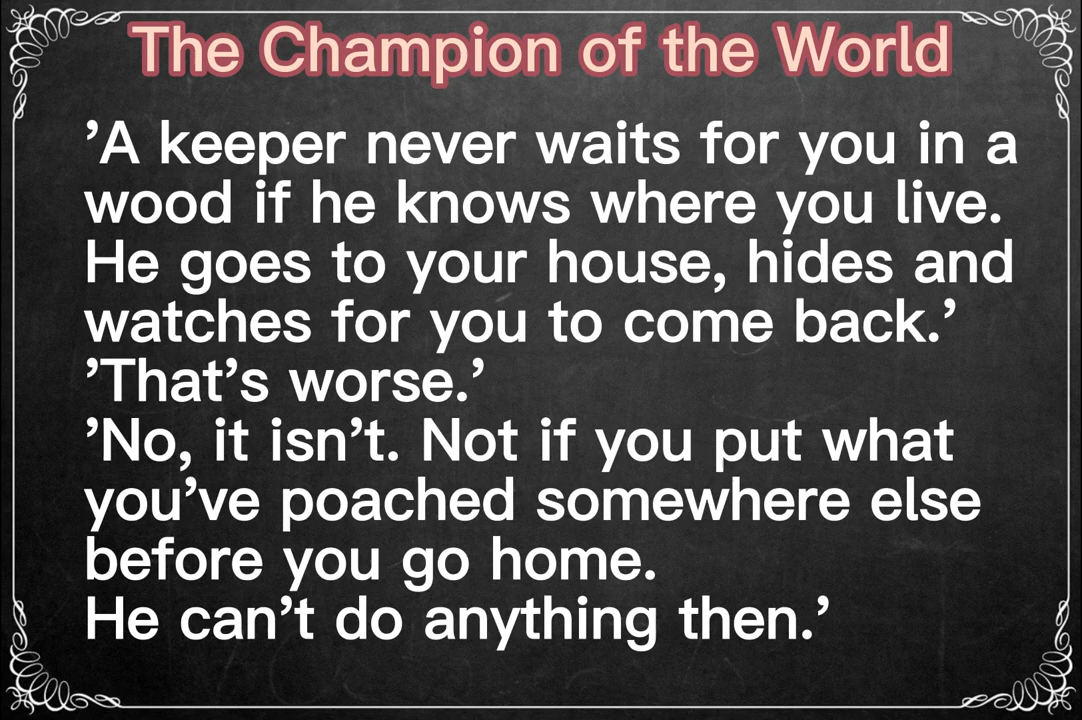 The Champion of the World
’A keeper never waits for you in a
wood if he knows where you live.
He goes to your house, hides and
watches for you to come back.’
’That’s worse.’
’No, it isn’t. Not if you put what
you’ve poached somewhere else
before you go home.
He can’t do anything then.’